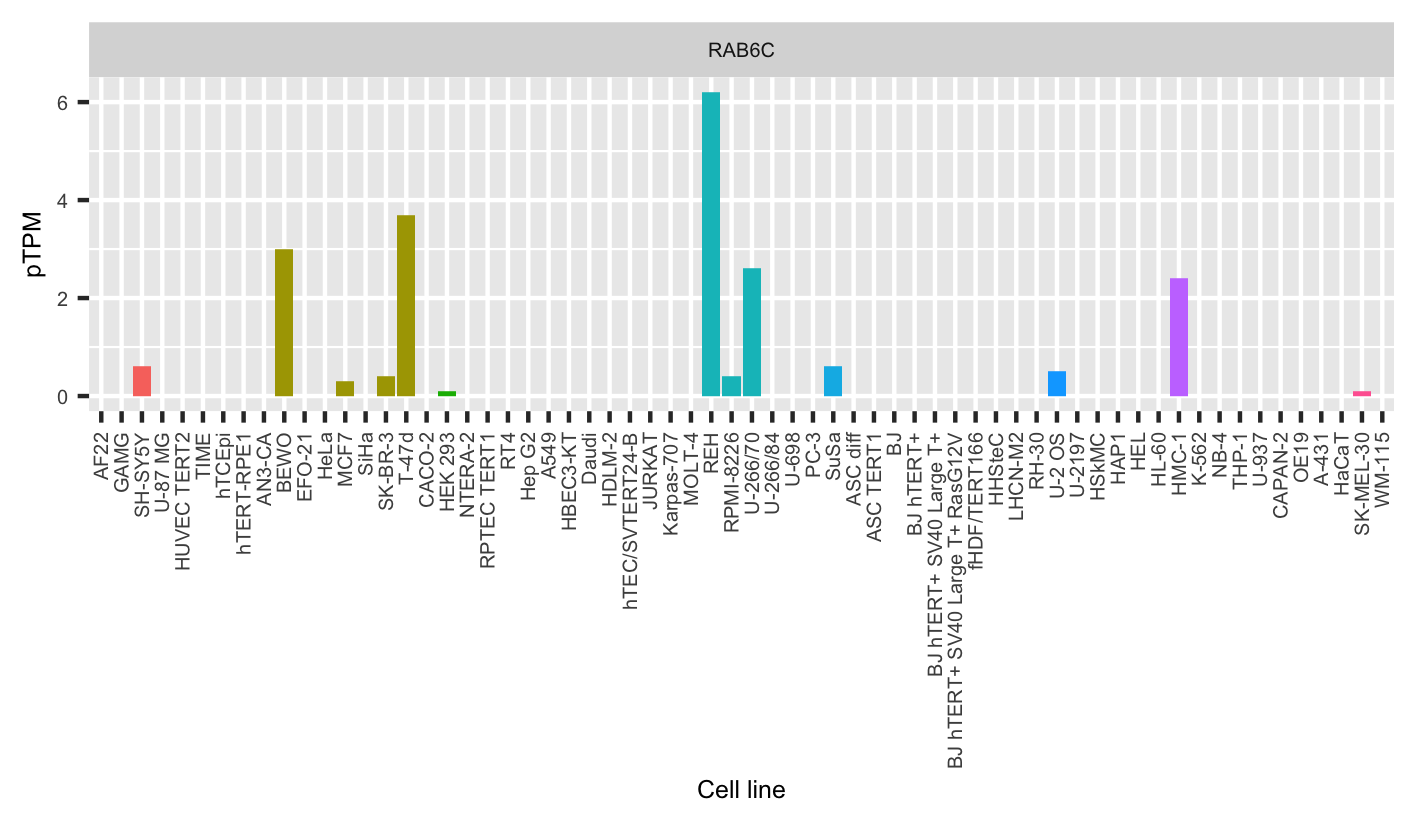 RAB6C
pTPM
6
4
2
0
AF22
GAMG
SH-SY5Y
U-87 MG
HUVEC TERT2
TIME
hTCEpi
hTERT-RPE1
AN3-CA
BEWO
EFO-21
HeLa
MCF7
SiHa
SK-BR-3
T-47d
CACO-2
HEK 293
NTERA-2
RPTEC TERT1
RT4
Hep G2
A549
HBEC3-KT
Daudi
HDLM-2
hTEC/SVTERT24-B
JURKAT
Karpas-707
MOLT-4
REH
RPMI-8226
U-266/70
U-266/84
U-698
PC-3
SuSa
ASC diff
ASC TERT1
BJ
BJ hTERT+
BJ hTERT+ SV40 Large T+
BJ hTERT+ SV40 Large T+ RasG12V
fHDF/TERT166
HHSteC
LHCN-M2
RH-30
U-2 OS
U-2197
HSkMC
HAP1
HEL
HL-60
HMC-1
K-562
NB-4
THP-1
U-937
CAPAN-2
OE19
A-431
HaCaT
SK-MEL-30
WM-115
Cell line